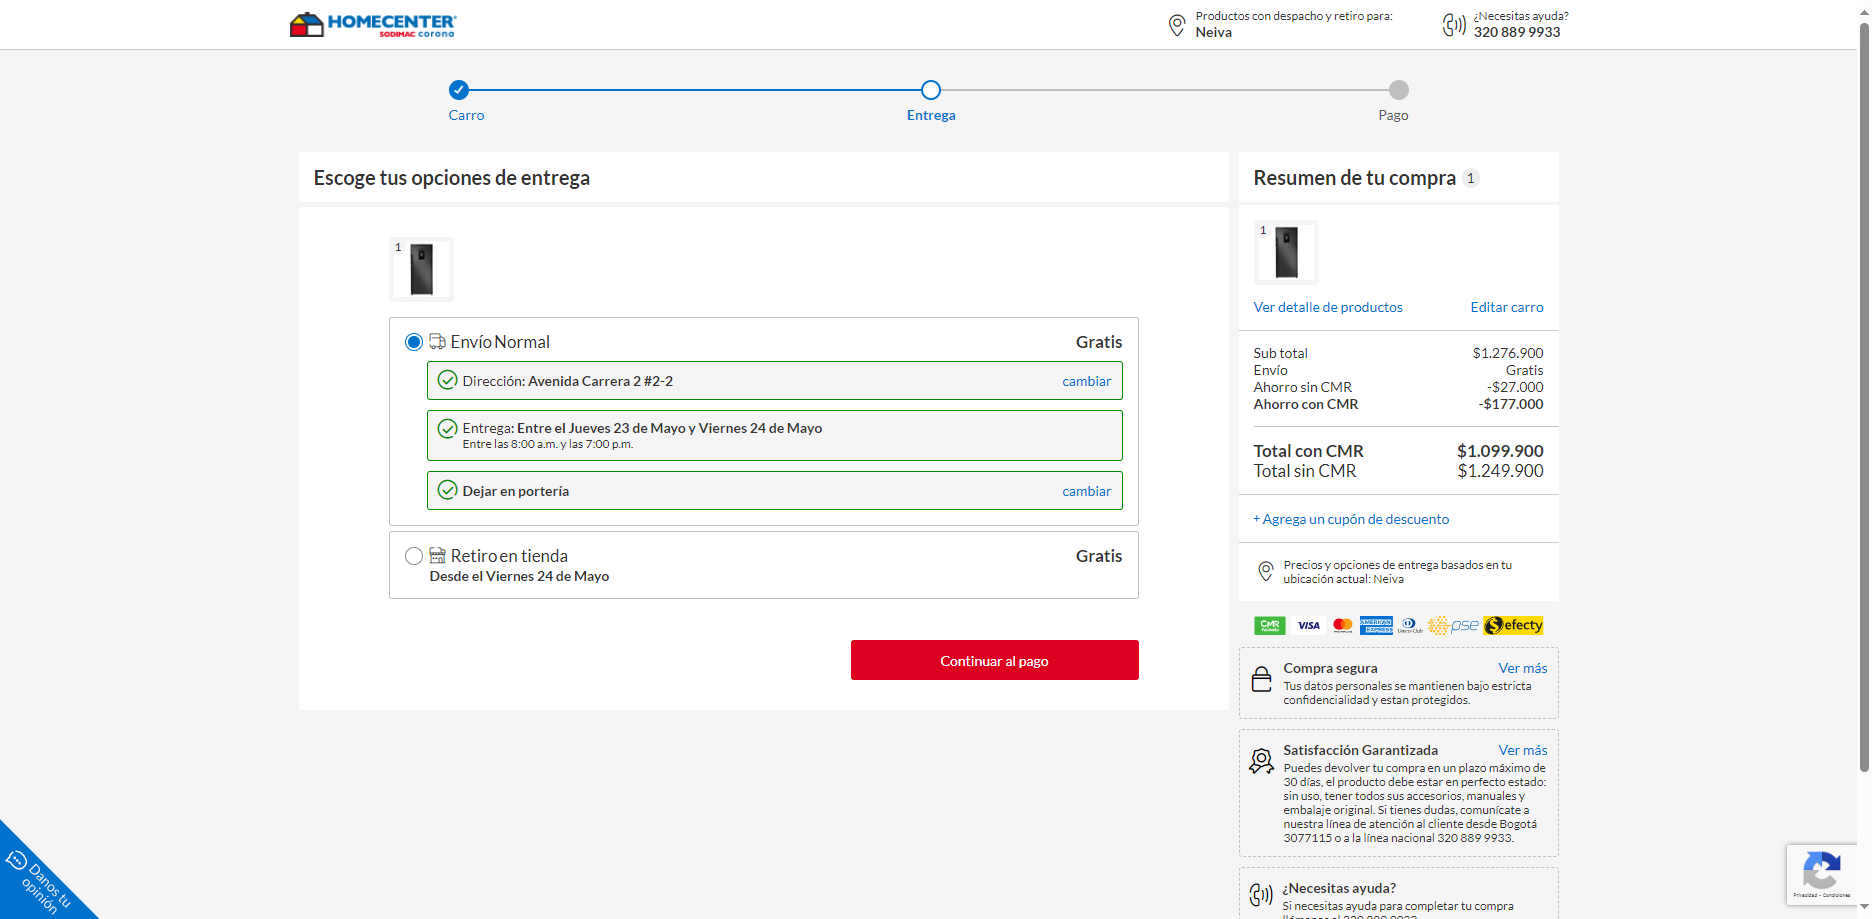 HOMECENTER
SODIMAC corona
Productos con despacho y retiro para:
Neiva
¿Necesitas ayuda?
320 889 9933
Carro
Entrega
Pago
Escoge tus opciones de entrega
1
Envío Normal
Gratis
Dirección: Avenida Carrera 2 #2-2
cambiar
Entrega: Entre el Jueves 23 de Mayo y Viernes 24 de Mayo
Entre las 8:00 a.m. y las 7:00 p.m.
Dejar en portería
cambiar
Retiro en tienda
Gratis
Desde el Viernes 24 de Mayo
Continuar al pago
Resumen de tu compra 1
1
Ver detalle de productos
Editar carro
Sub total $1.276.900
Envío Gratis
Ahorro sin CMR -$27.000
Ahorro con CMR -$177.000
Total con CMR $1.099.900
Total sin CMR $1.249.900
+ Agrega un cupón de descuento
Precios y opciones de entrega basados en tu
ubicación actual: Neiva
CMR VISA AMERICAN EXPRESS pse efecty
Compra segura Ver más
Tus datos personales se mantienen bajo estricta
confidencialidad y estan protegidos.
Satisfacción Garantizada Ver más
Puedes devolver tu compra en un plazo máximo de
30 días, el producto debe estar en perfecto estado:
sin uso, tener todos sus accesorios, manuales y
embalaje original. Si tienes dudas, comunícate a
nuestra línea de atención al cliente desde Bogotá
3077115 o a la línea nacional 320 889 9933.
¿Necesitas ayuda?
Si necesitas ayuda para completar tu compra
Danos tu
opinión
Privacidad - Condiciones